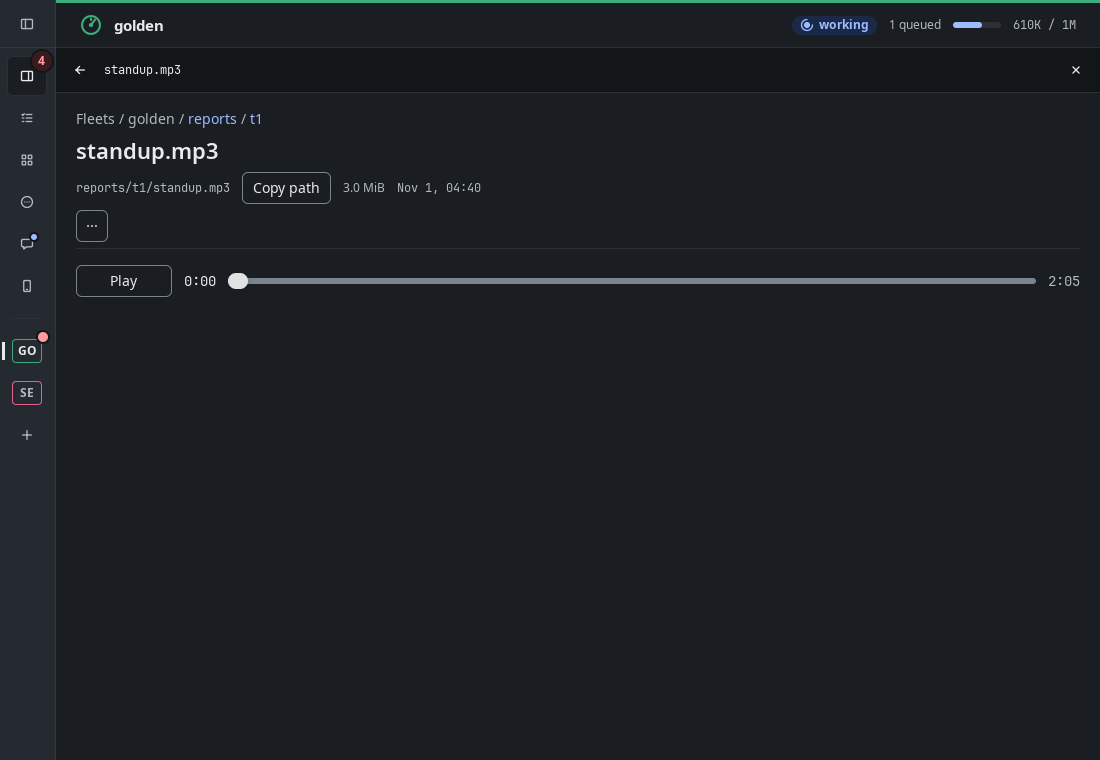 golden
working
1 queued
610K / 1M
4
standup.mp3
Fleets / golden / reports / t1
standup.mp3
reports/t1/standup.mp3
Copy path
3.0 MiB
Nov 1, 04:40
...
Play
0:00
2:05
GO
SE